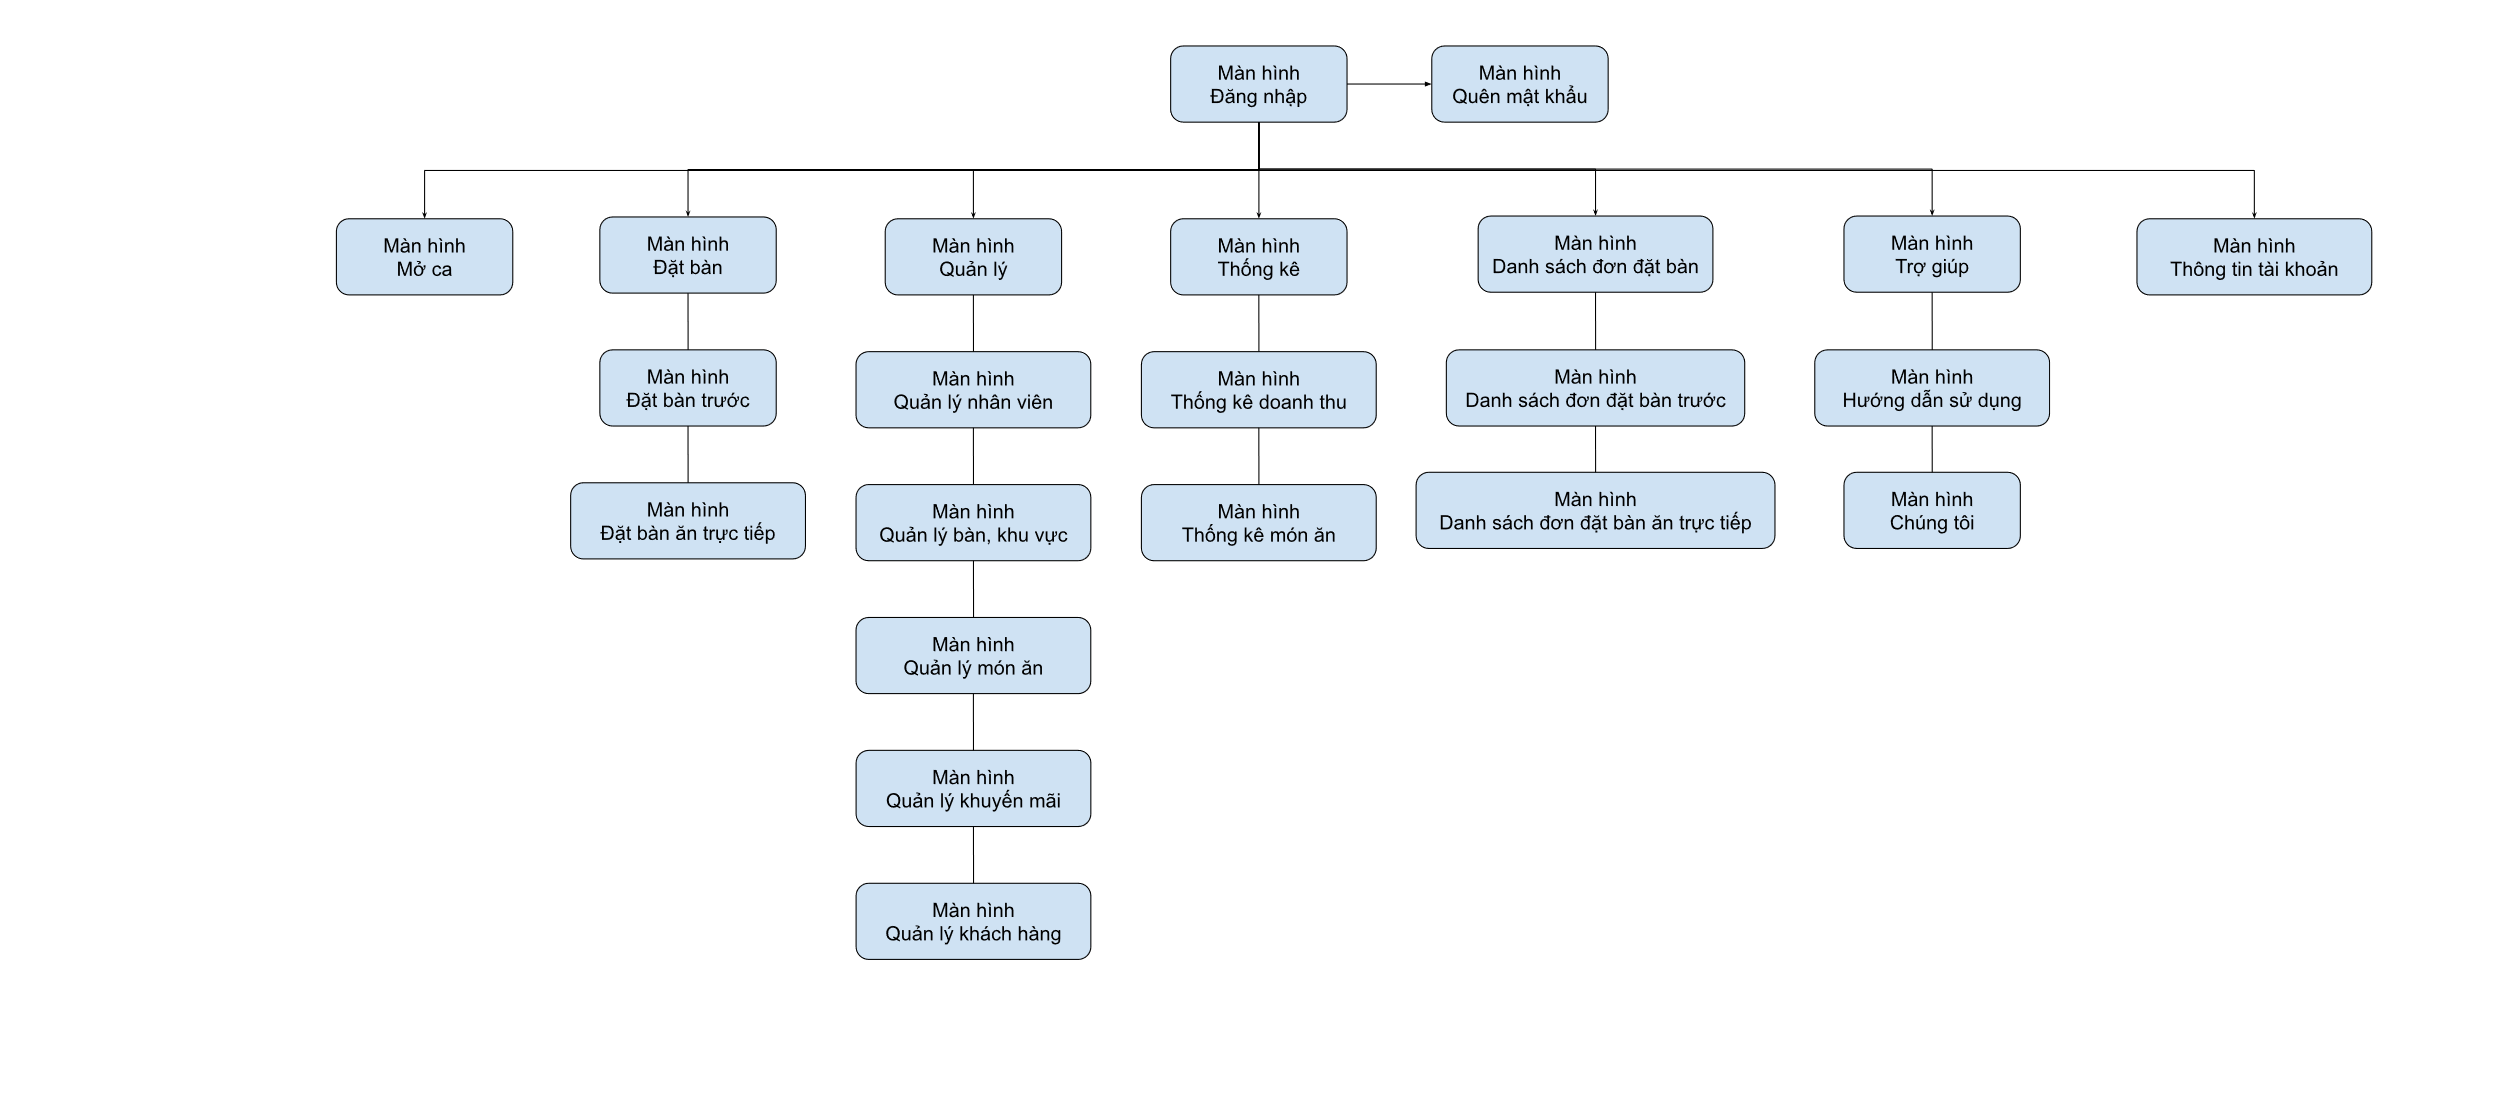 Màn hình
Đăng nhập
Màn hình
Quên mật khẩu
Màn hình
Mở ca
Màn hình
Đặt bàn
Màn hình
Quản lý
Màn hình
Thống kê
Màn hình
Danh sách đơn đặt bàn
Màn hình
Trợ giúp
Màn hình
Thông tin tài khoản
Màn hình
Đặt bàn trước
Màn hình
Quản lý nhân viên
Màn hình
Thống kê doanh thu
Màn hình
Danh sách đơn đặt bàn trước
Màn hình
Hướng dẫn sử dụng
Màn hình
Đặt bàn ăn trực tiếp
Màn hình
Quản lý bàn, khu vực
Màn hình
Thống kê món ăn
Màn hình
Danh sách đơn đặt bàn ăn trực tiếp
Màn hình
Chúng tôi
Màn hình
Quản lý món ăn
Màn hình
Quản lý khuyến mãi
Màn hình
Quản lý khách hàng